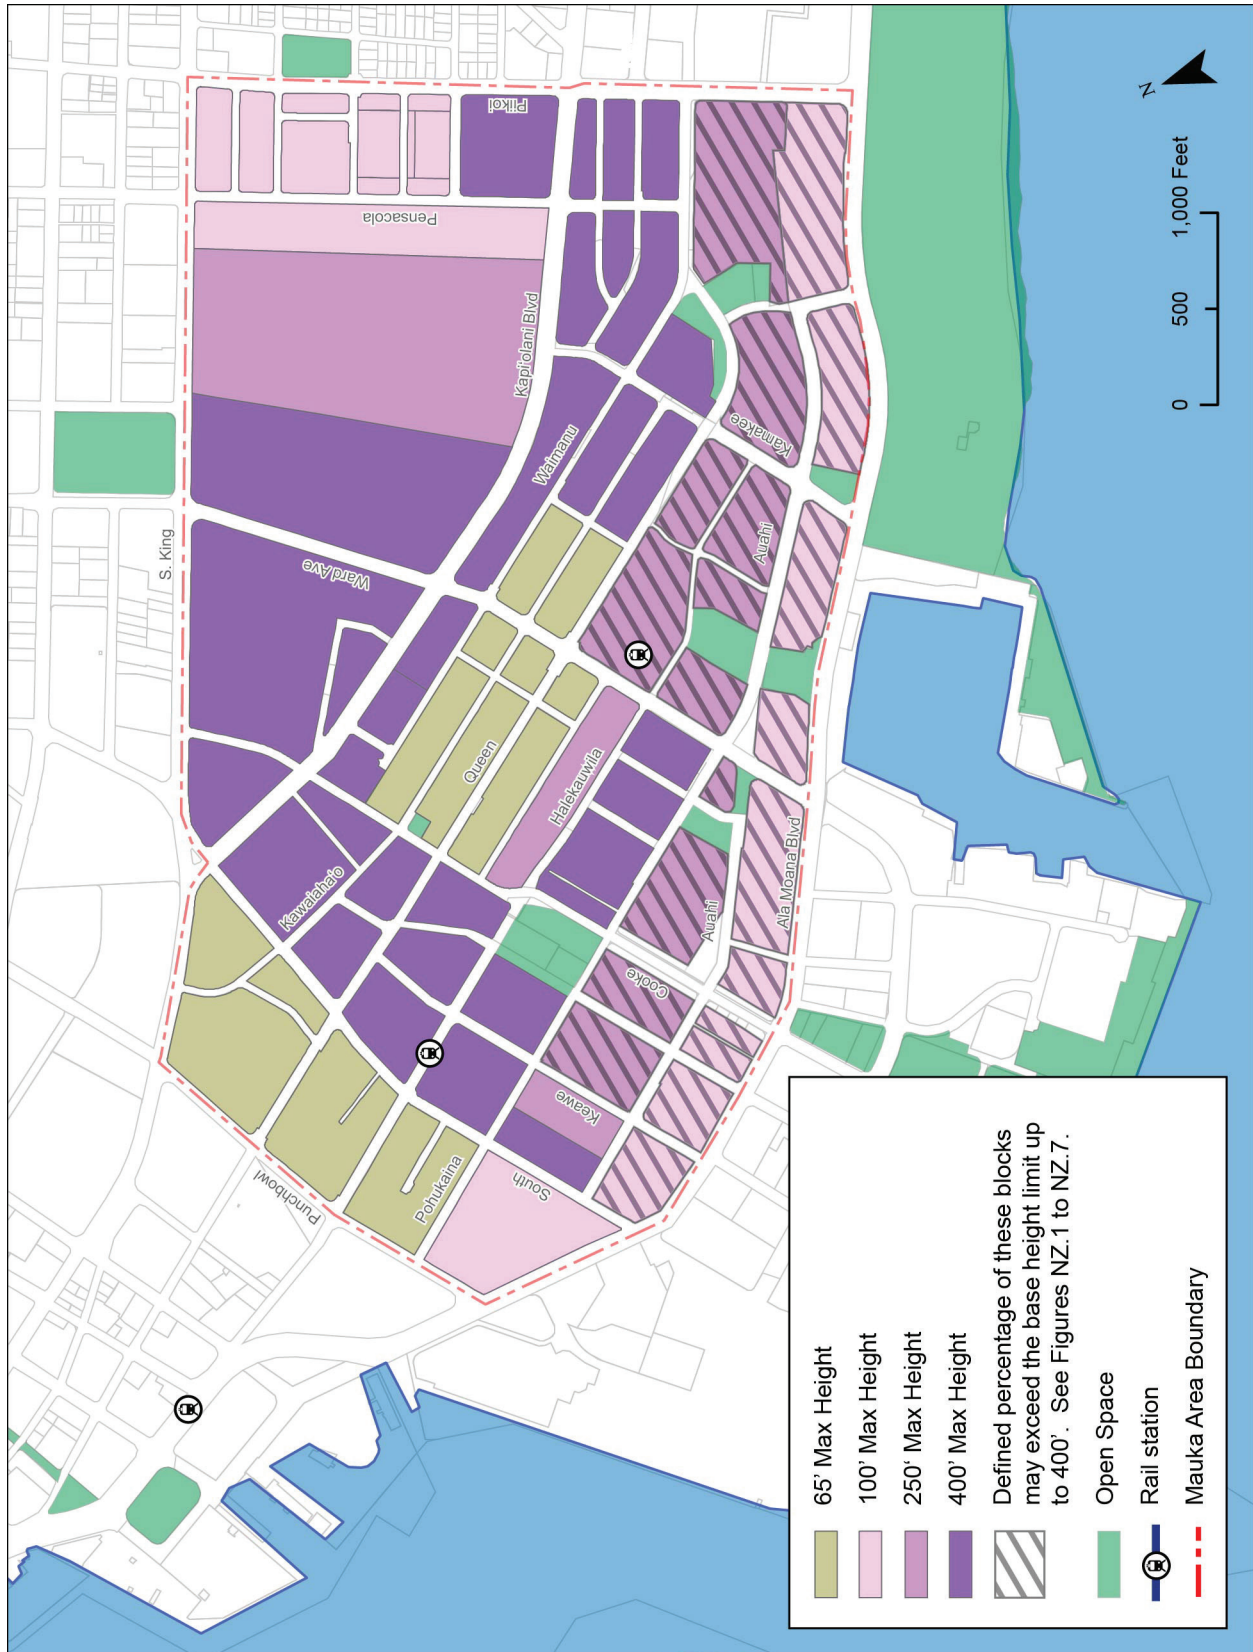 S. King
Piikoi
Pensacola
Kapi'olani Blvd
Ward Ave
Waimanu
Kamakee
Auahi
Queen
Halekauwila
Kawaiaha'o
Ala Moana Blvd
Auahi
Cooke
Keawe
Pohukaina
South
Punchbowl
N
0 500 1,000 Feet
65' Max Height
100' Max Height
250' Max Height
400' Max Height
Defined percentage of these blocks
may exceed the base height limit up
to 400'. See Figures NZ.1 to NZ.7.
Open Space
Rail station
Mauka Area Boundary